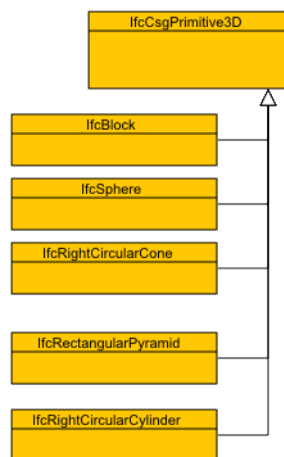 IfcCsgPrimitive3D
IfcBlock
IfcSphere
IfcRightCircularCone
IfcRectangularPyramid
IfcRightCircularCylinder